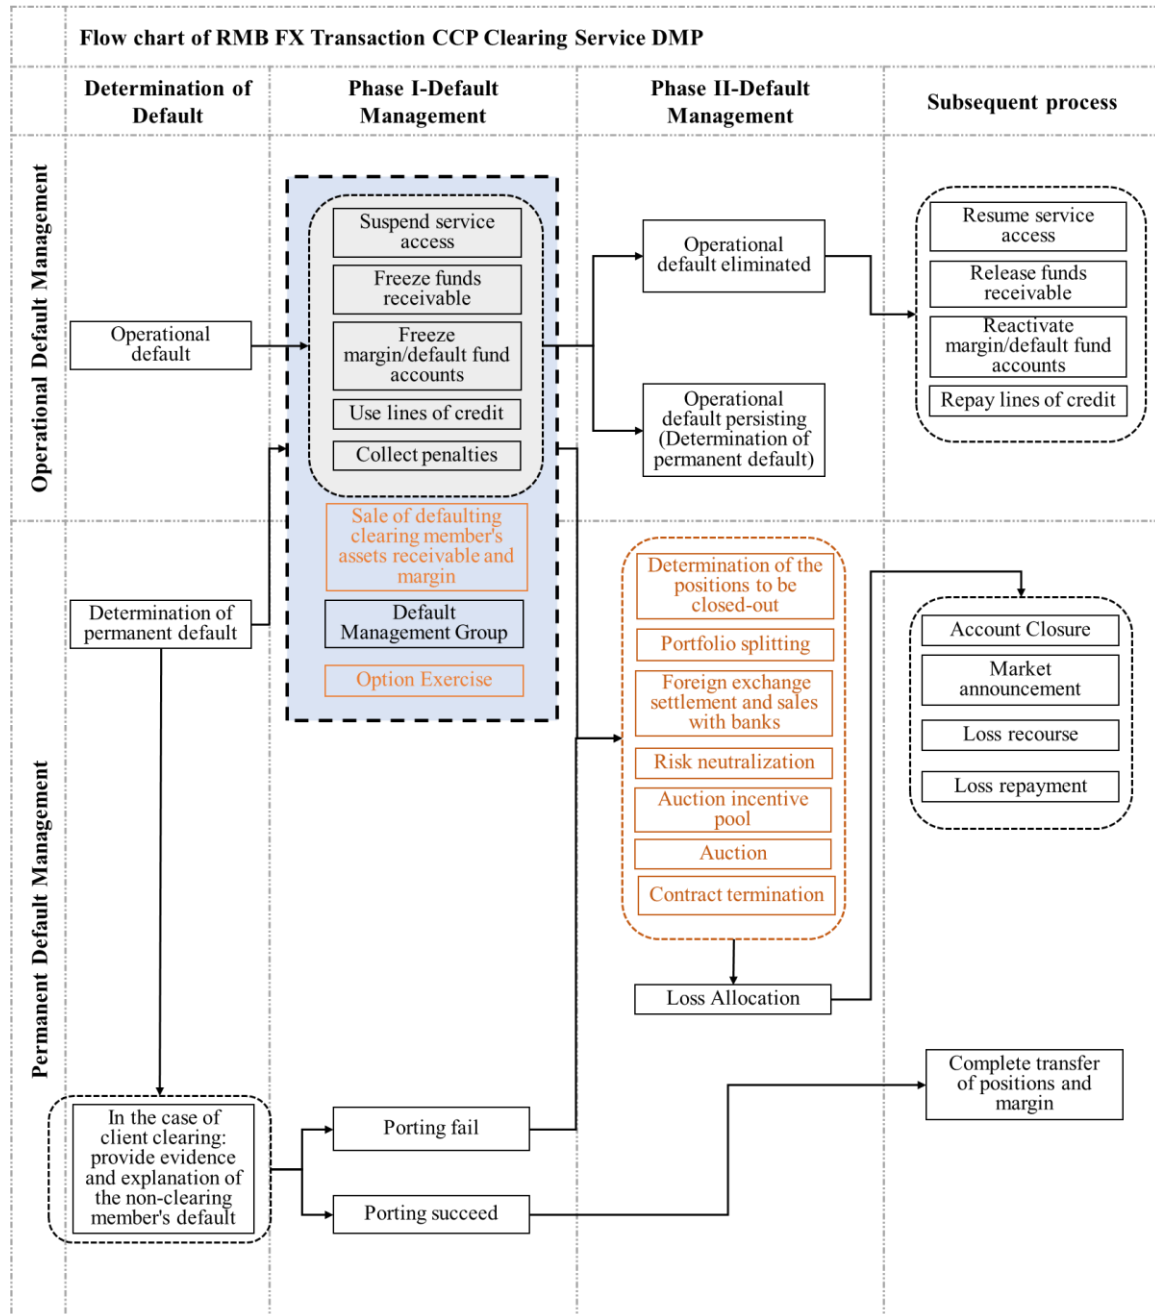 Flow chart of RMB FX Transaction CCP Clearing Service DMP
Determination of
Default
Phase I-Default
Management
Phase II-Default
Management
Subsequent process
Operational Default Management
Operational
default
Suspend service
access
Freeze funds
receivable
Freeze
margin/default fund
accounts
Use lines of credit
Collect penalties
Operational
default eliminated
Operational
default persisting
(Determination of
permanent default)
Resume service
access
Release funds
receivable
Reactivate
margin/default fund
accounts
Repay lines of credit
Permanent Default Management
Determination of
permanent default
Sale of defaulting
clearing member's
assets receivable and
margin
Default
Management Group
Option Exercise
Determination of the
positions to be
closed-out
Portfolio splitting
Foreign exchange
settlement and sales
with banks
Risk neutralization
Auction incentive
pool
Auction
Contract termination
Loss Allocation
Account Closure
Market
announcement
Loss recourse
Loss repayment
In the case of
client clearing:
provide evidence
and explanation of
the non-clearing
member's default
Porting fail
Porting succeed
Complete transfer
of positions and
margin